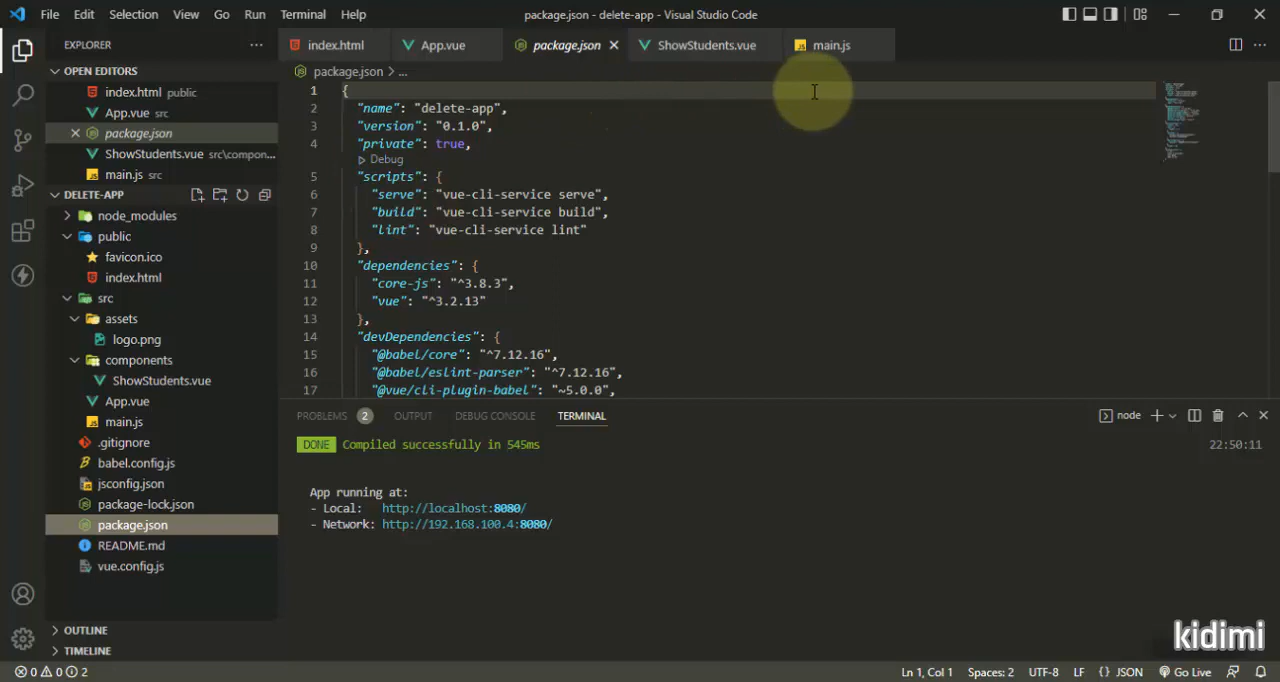 File Edit Selection View Go Run Terminal Help package.json - delete-app - Visual Studio Code
EXPLORER
OPEN EDITORS
index.html public
App.vue src
package.json
ShowStudents.vue src\compon...
main.js src
DELETE-APP
node_modules
public
favicon.ico
index.html
src
assets
logo.png
components
ShowStudents.vue
App.vue
main.js
.gitignore
babel.config.js
jsconfig.json
package-lock.json
package.json
README.md
vue.config.js
OUTLINE
TIMELINE
index.html App.vue package.json ShowStudents.vue main.js
package.json > ...
1 {
2 "name": "delete-app",
3 "version": "0.1.0",
4 "private": true,
Debug
5 "scripts": {
6 "serve": "vue-cli-service serve",
7 "build": "vue-cli-service build",
8 "lint": "vue-cli-service lint"
9 },
10 "dependencies": {
11 "core-js": "^3.8.3",
12 "vue": "^3.2.13"
13 },
14 "devDependencies": {
15 "@babel/core": "^7.12.16",
16 "@babel/eslint-parser": "^7.12.16",
17 "@vue/cli-plugin-babel": "~5.0.0",
PROBLEMS 2 OUTPUT DEBUG CONSOLE TERMINAL node
DONE Compiled successfully in 545ms 22:50:11
App running at:
- Local: http://localhost:8080/
- Network: http://192.168.100.4:8080/
kidimi
0 0 2 Ln 1, Col 1 Spaces: 2 UTF-8 LF {} JSON Go Live